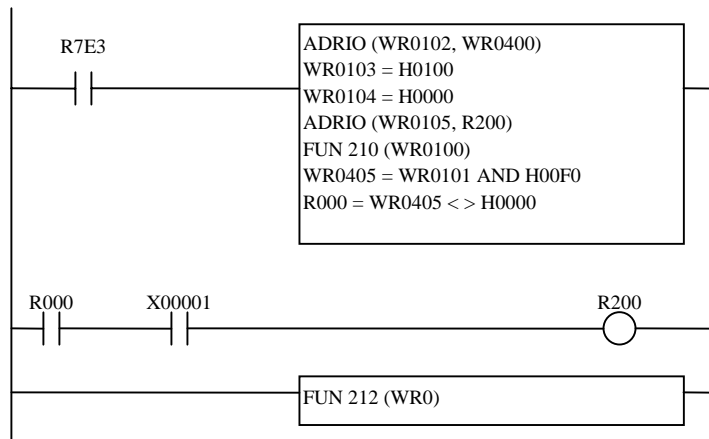 R7E3
ADRIO (WR0102, WR0400)
WR0103 = H0100
WR0104 = H0000
ADRIO (WR0105, R200)
FUN 210 (WR0100)
WR0405 = WR0101 AND H00F0
R000 = WR0405 < > H0000
R000 X00001 R200
FUN 212 (WR0)